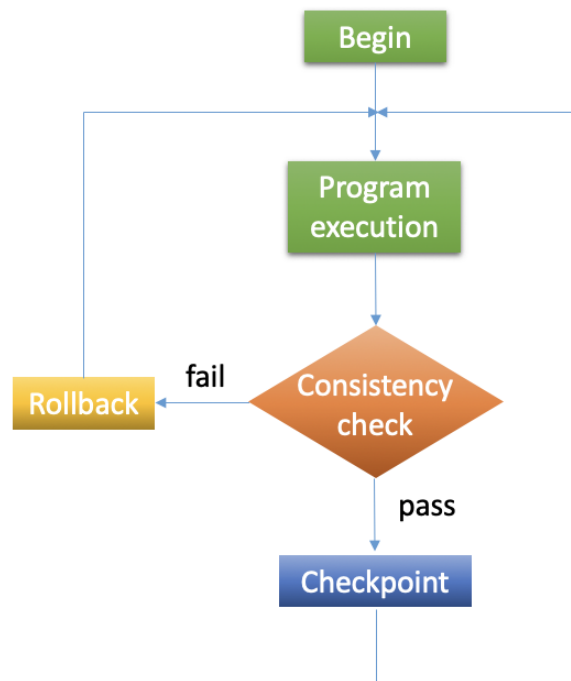 Begin
Program
execution
fail
Consistency
check
Rollback
pass
Checkpoint